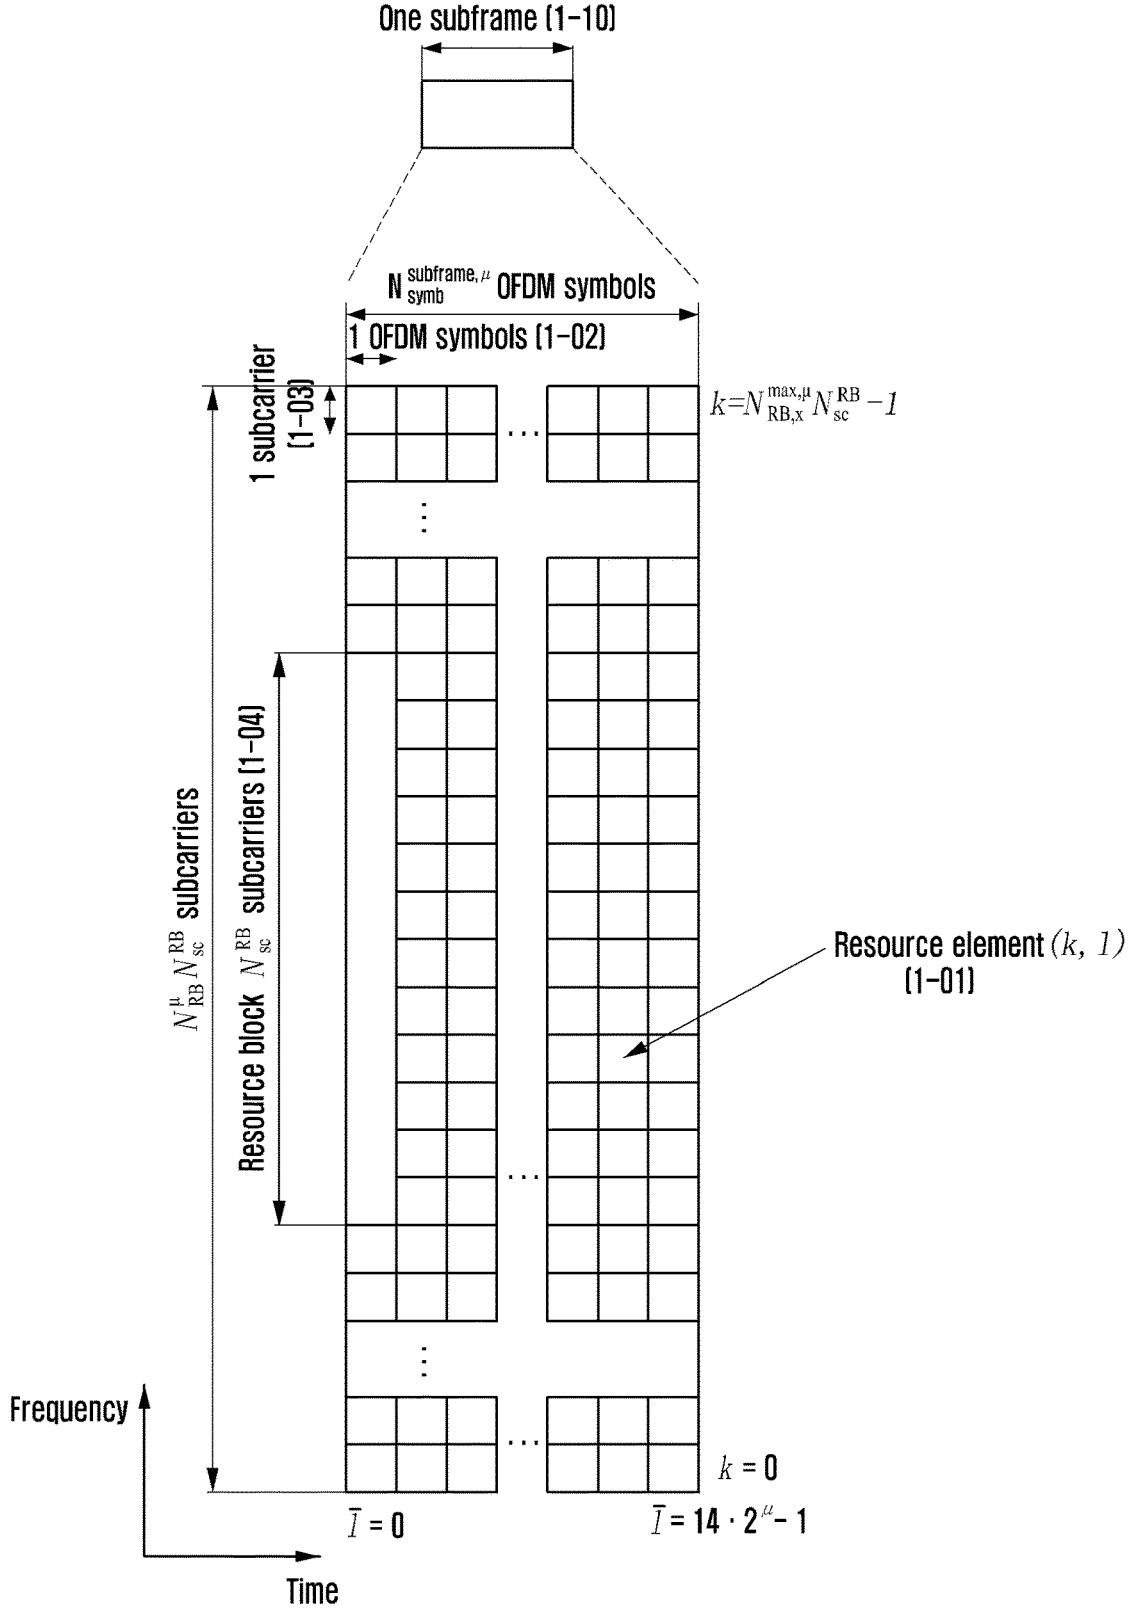 One subframe (1-10)
N subframe, μ symb OFDM symbols
1 OFDM symbols (1-02)
1 subcarrier
(1-03)
k=N max,μ RB,x N RB sc -1
...
⋮
Resource block N RB sc subcarriers (1-04)
N μ RB N RB sc subcarriers
Resource element (k, l)
(1-01)
...
⋮
Frequency
...
k = 0
l̄ = 0
l̄ = 14 · 2 μ - 1
Time